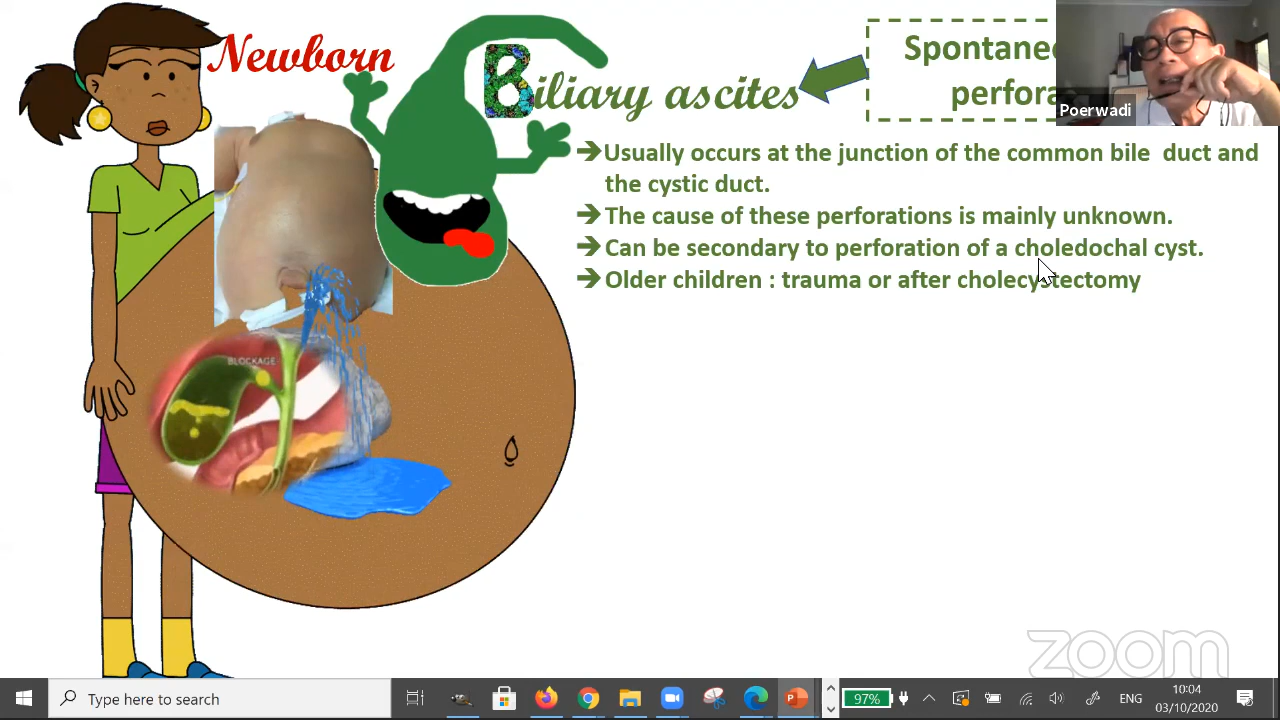 Newborn
Biliary ascites
perfora
Poerwadi
➔Usually occurs at the junction of the common bile duct and
the cystic duct.
➔The cause of these perforations is mainly unknown.
➔Can be secondary to perforation of a choledochal cyst.
➔Older children : trauma or after cholecystectomy
BLOCKAGE
zoom
Type here to search
97%
ENG
10:04
03/10/2020